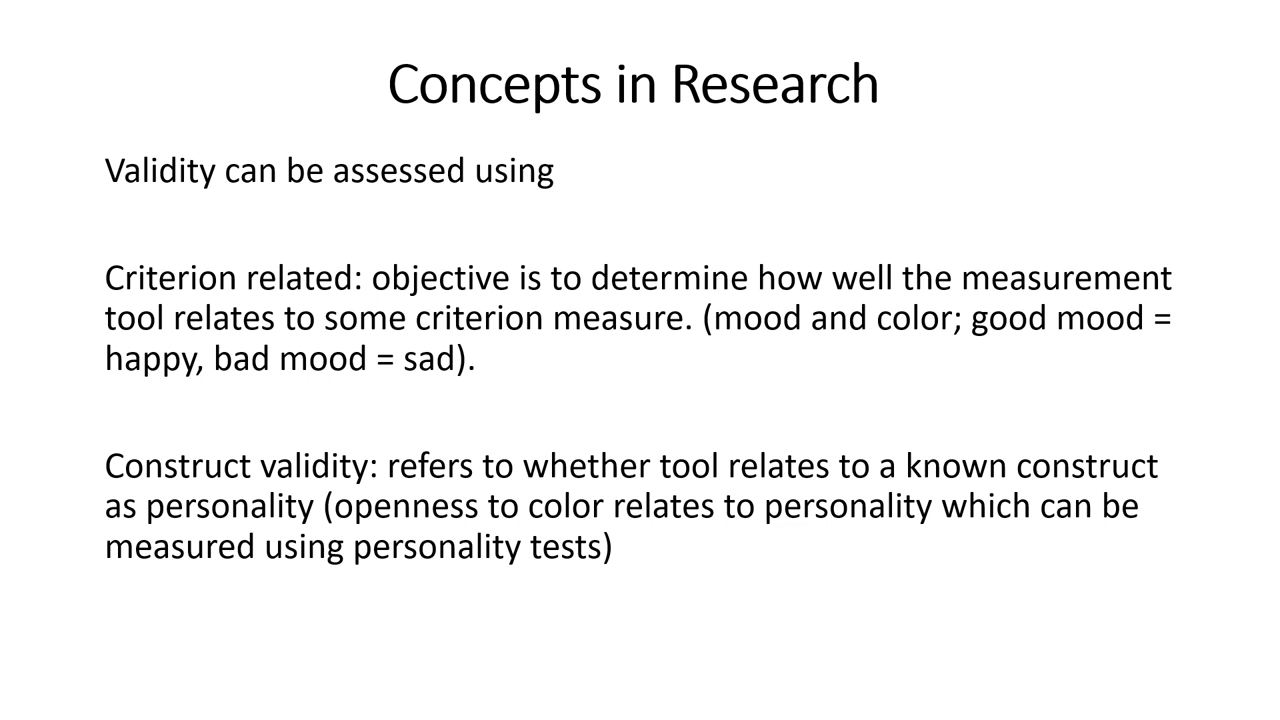 Concepts in Research
Validity can be assessed using
Criterion related: objective is to determine how well the measurement
tool relates to some criterion measure. (mood and color; good mood =
happy, bad mood = sad).
Construct validity: refers to whether tool relates to a known construct
as personality (openness to color relates to personality which can be
measured using personality tests)